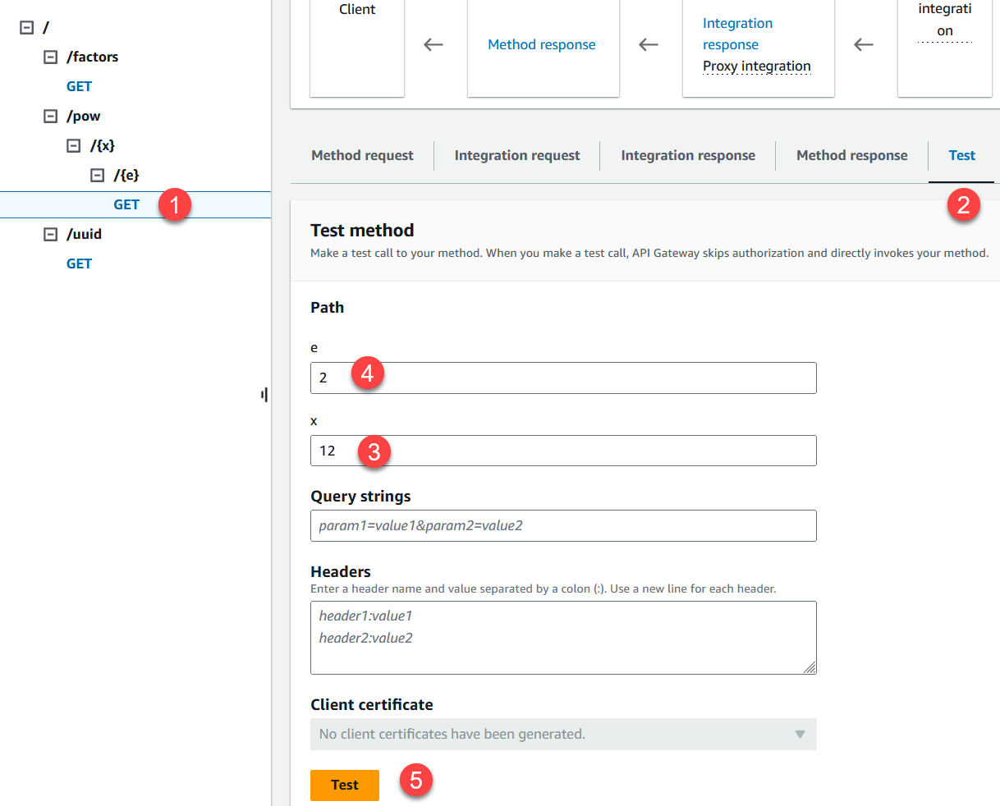 /
/factors
GET
/pow
/{x}
/{e}
GET
1
/uuid
GET
Client
Method response
Integration
response
Proxy integration
integrati
on
Method request
Integration request
Integration response
Method response
Test
2
Test method
Make a test call to your method. When you make a test call, API Gateway skips authorization and directly invokes your method.
Path
e
2
4
x
12
3
Query strings
param1=value1&param2=value2
Headers
Enter a header name and value separated by a colon (:). Use a new line for each header.
header1:value1
header2:value2
Client certificate
No client certificates have been generated.
Test
5